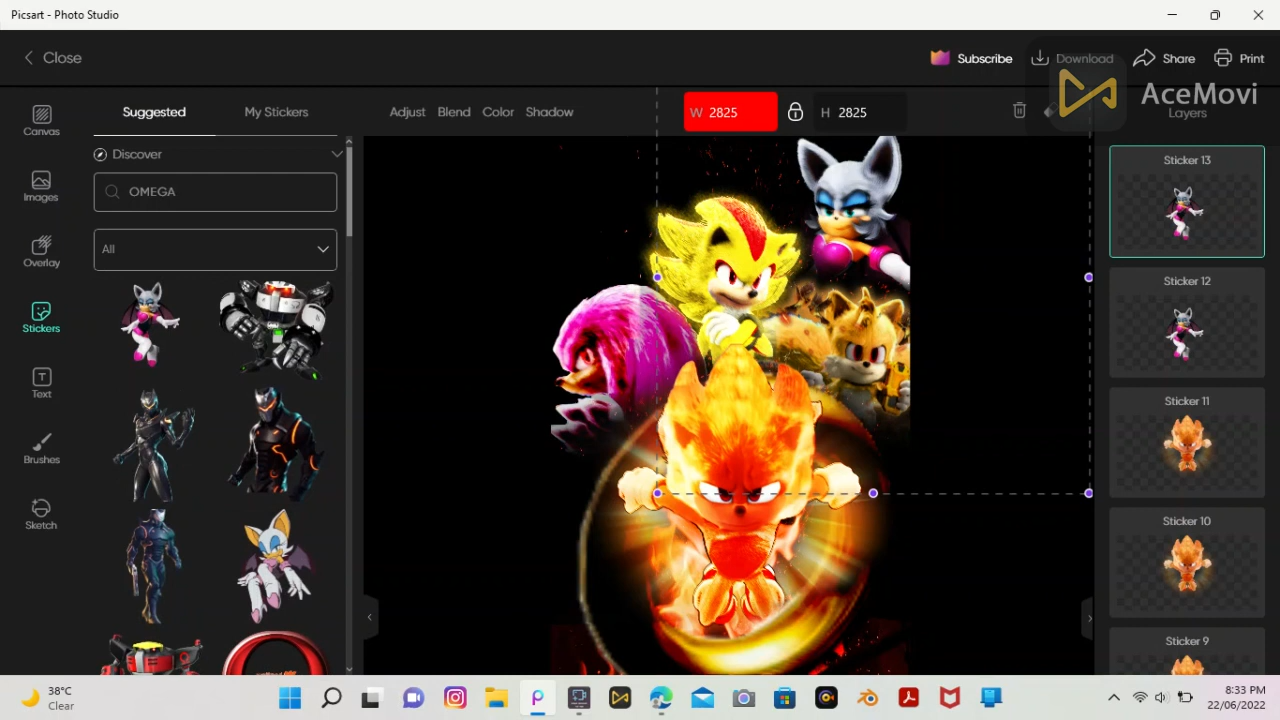 Picsart - Photo Studio
Close
Subscribe
Download
Share
Print
AceMovi
Suggested
My Stickers
Adjust
Blend
Color
Shadow
W 2825
H 2825
Layers
Canvas
Images
Overlay
Stickers
Text
Brushes
Sketch
Discover
OMEGA
All
Sticker 13
Sticker 12
Sticker 11
Sticker 10
Sticker 9
38°C
Clear
8:33 PM
22/06/2022